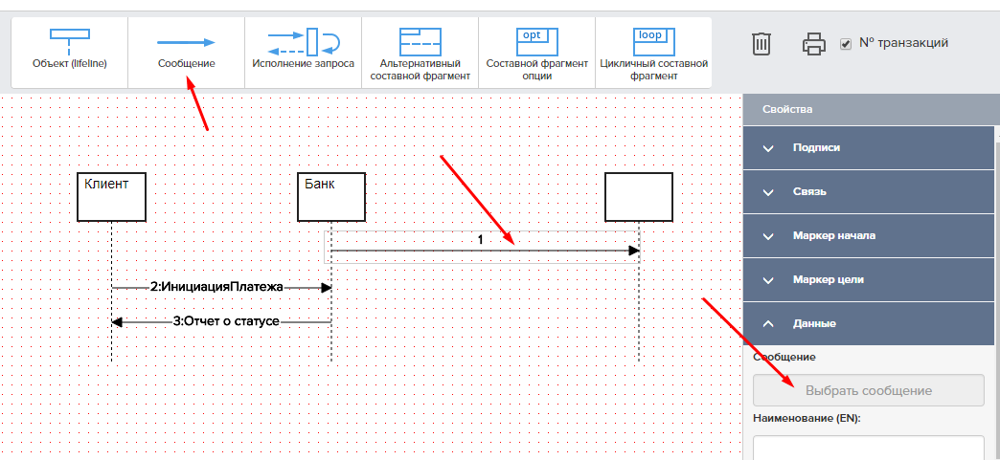 Объект (lifeline)
Сообщение
Исполнение запроса
Альтернативный
составной фрагмент
opt
Составной фрагмент
опции
loop
Цикличный составной
фрагмент
Nº транзакций
Свойства
Подписи
Связь
Маркер начала
Маркер цели
Данные
Сообщение
Выбрать сообщение
Наименование (EN):
Клиент
Банк
1
2:ИнициацияПлатежа
3:Отчет о статусе